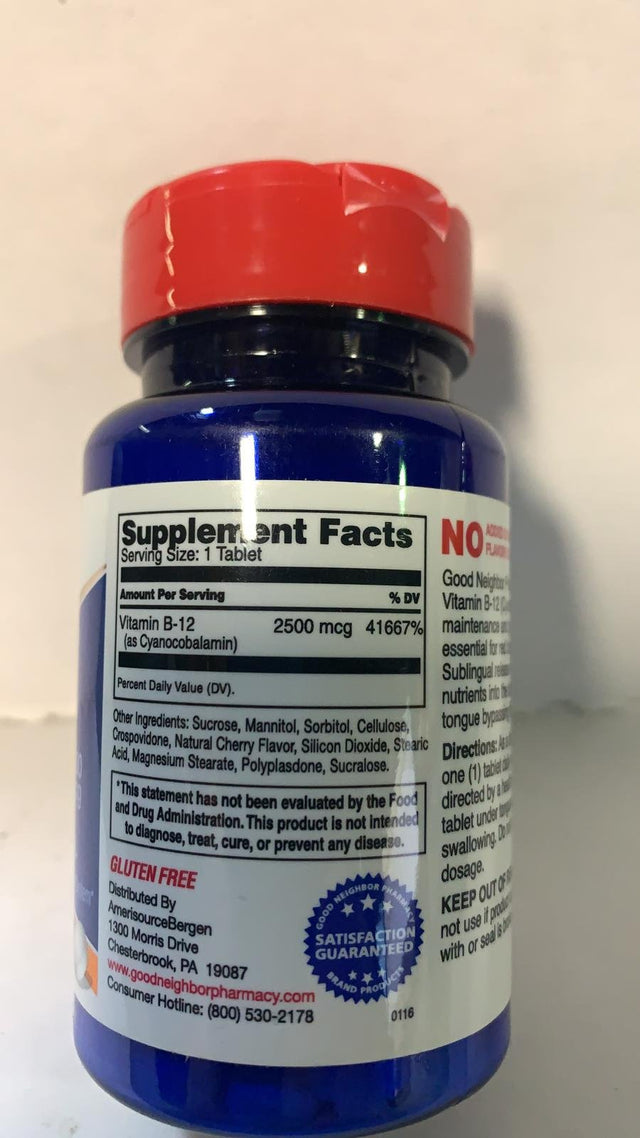 Supplement Facts
Serving Size: 1 Tablet
Amount Per Serving % DV
Vitamin B-12 2500 mcg 41667%
(as Cyanocobalamin)
Percent Daily Value (DV).
Other Ingredients: Sucrose, Mannitol, Sorbitol, Cellulose,
Crospovidone, Natural Cherry Flavor, Silicon Dioxide, Stearic
Acid, Magnesium Stearate, Polyplasdone, Sucralose.
*This statement has not been evaluated by the Food
and Drug Administration. This product is not intended
to diagnose, treat, cure, or prevent any disease.
GLUTEN FREE
Distributed By
AmerisourceBergen
1300 Morris Drive
Chesterbrook, PA 19087
www.goodneighborpharmacy.com
Consumer Hotline: (800) 530-2178
GOOD NEIGHBOR PHARMACY
SATISFACTION
GUARANTEED
BRAND PRODUCTS
0116
NO
Good Neighbor
Vitamin B-12
maintenance
essential for
Sublingual
nutrients into
tongue
Directions:
one (1) tablet
directed by a
tablet under
swallowing.
dosage.
KEEP OUT OF
not use if
with or seal is